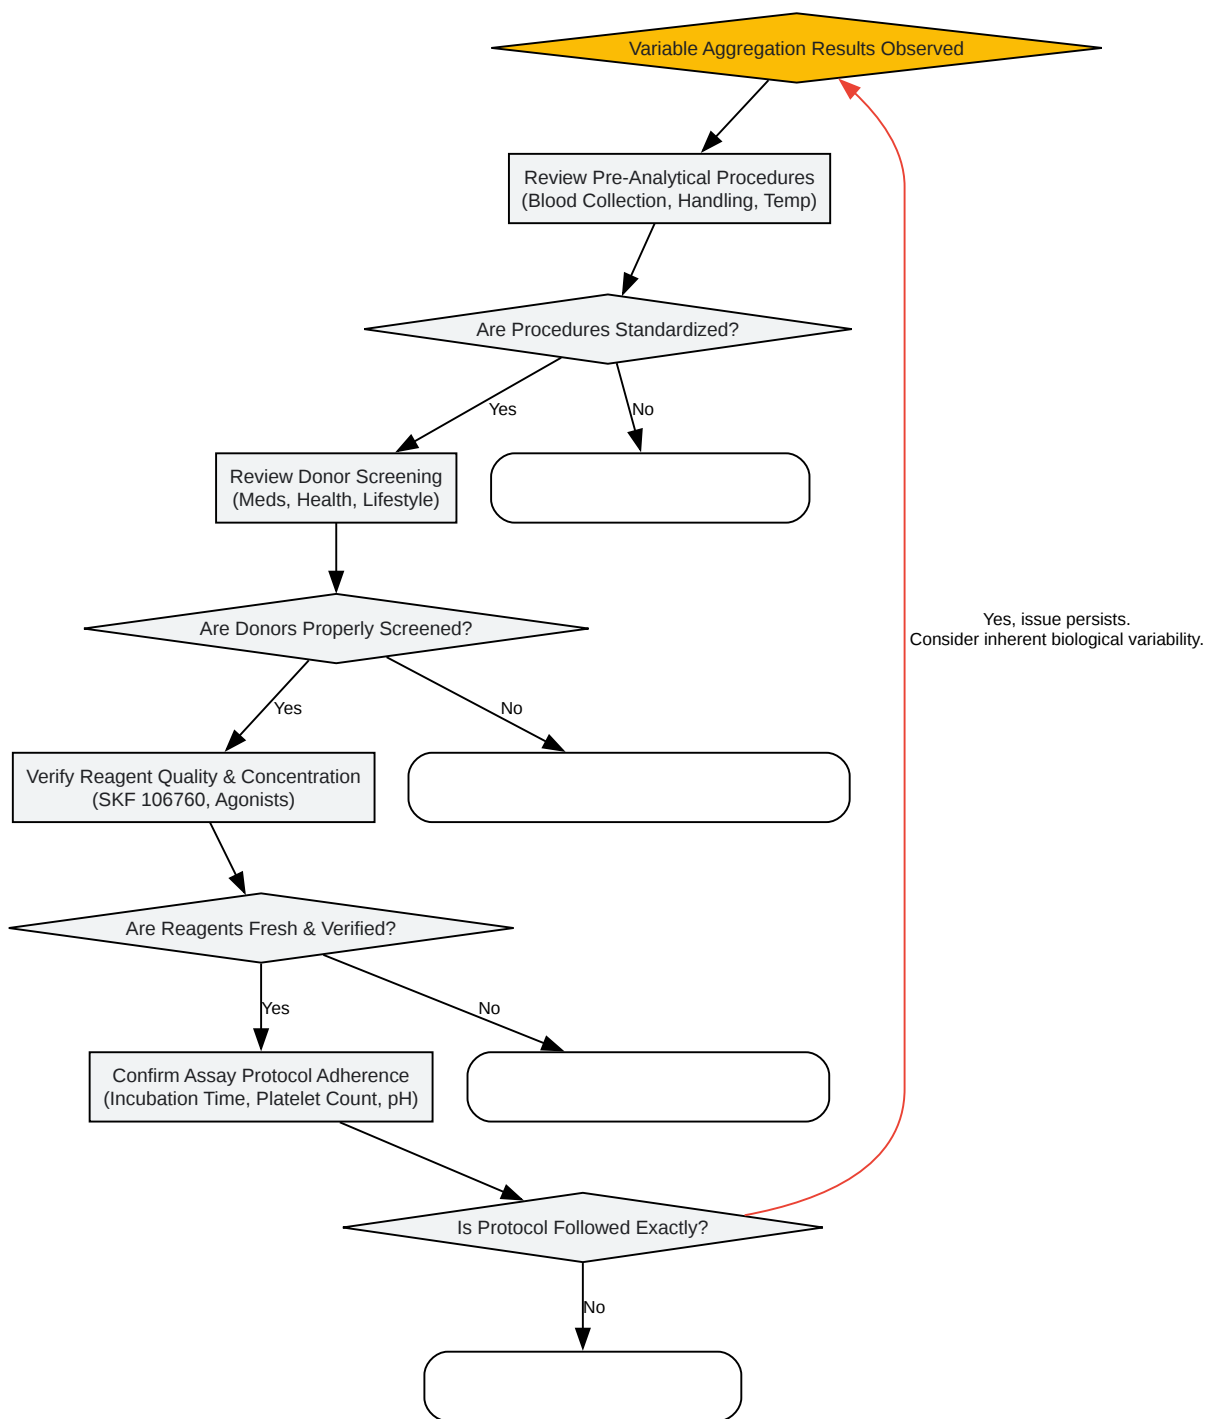 Variable Aggregation Results Observed
Review Pre-Analytical Procedures
(Blood Collection, Handling, Temp)
Are Procedures Standardized?
Yes
No
Review Donor Screening
(Meds, Health, Lifestyle)
Are Donors Properly Screened?
Yes, issue persists.
Consider inherent biological variability.
Yes
No
Verify Reagent Quality & Concentration
(SKF 106760, Agonists)
Are Reagents Fresh & Verified?
Yes
No
Confirm Assay Protocol Adherence
(Incubation Time, Platelet Count, pH)
Is Protocol Followed Exactly?
No